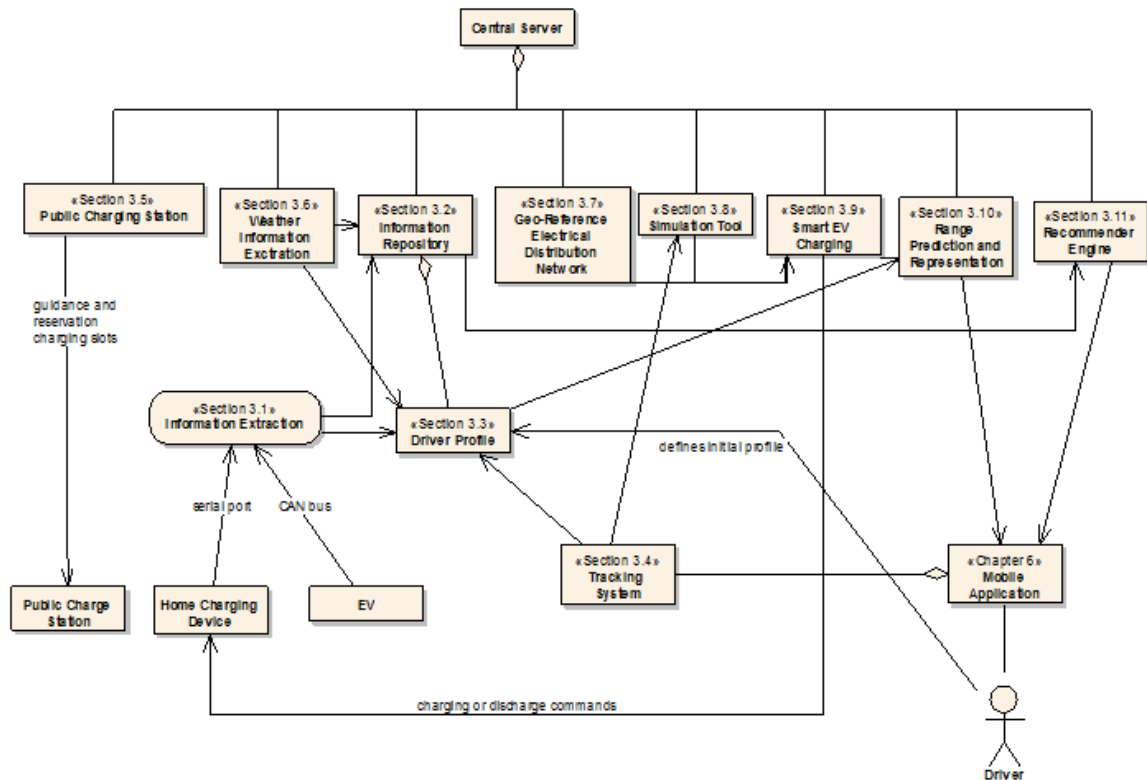 Central Server
«Section 3.5»
Public Charging Station
«Section 3.6»
Weather
Information
Exctration
«Section 3.2»
Information
Repository
«Section 3.7»
Geo-Reference
Electrical
Distribution
Network
«Section 3.8»
Simulation Tool
«Section 3.9»
Smart EV
Charging
«Section 3.10»
Range
Prediction and
Representation
«Section 3.11»
Recommender
Engine
guidance and
reservation
charging slots
«Section 3.1»
Information Extraction
«Section 3.3»
Driver Profile
defines initial profile
serial port
CAN bus
«Section 3.4»
Tracking
System
«Chapter 6»
Mobile
Application
Public Charge
Station
Home Charging
Device
EV
charging or discharge commands
Driver